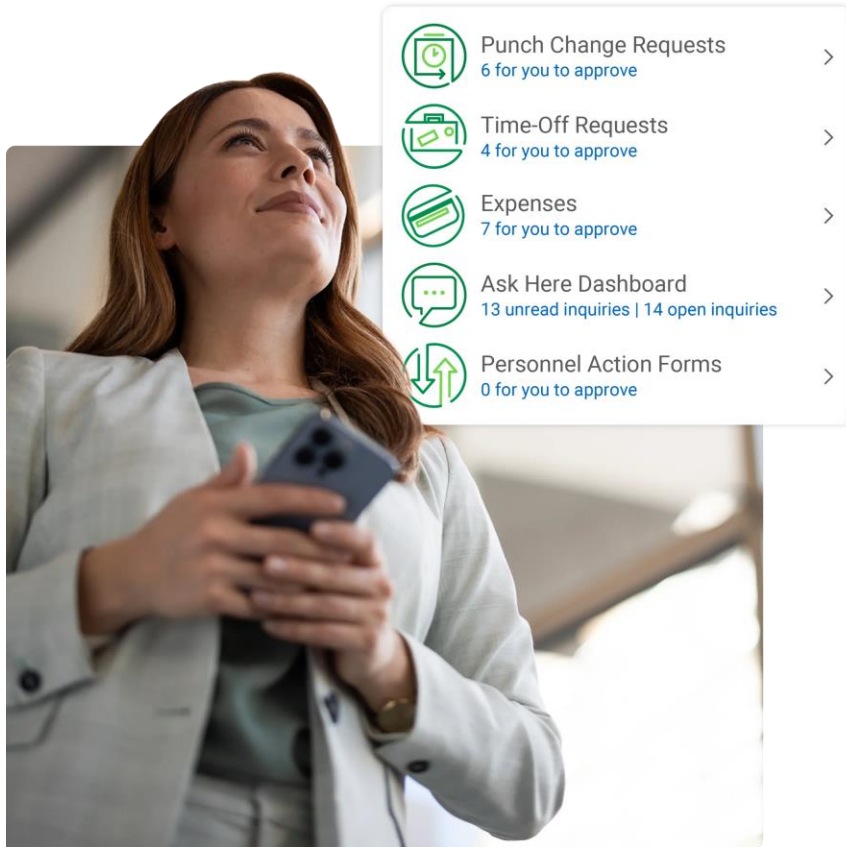 Punch Change Requests
6 for you to approve
Time-Off Requests
4 for you to approve
Expenses
7 for you to approve
Ask Here Dashboard
13 unread inquiries | 14 open inquiries
Personnel Action Forms
0 for you to approve